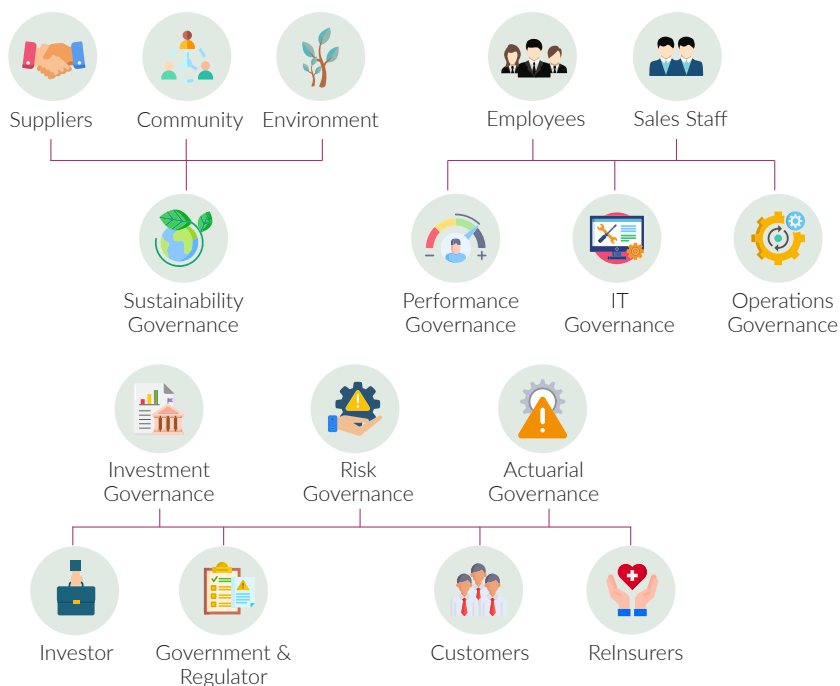 Suppliers
Community
Environment
Employees
Sales Staff
Sustainability
Governance
Performance
Governance
IT
Governance
Operations
Governance
Investment
Governance
Risk
Governance
Actuarial
Governance
Investor
Government &
Regulator
Customers
ReInsurers